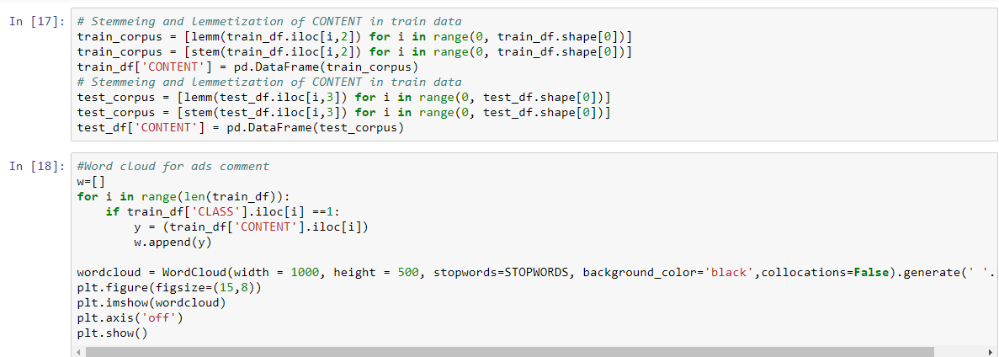 In [17]: # Stemmeing and Lemmetization of CONTENT in train data
train_corpus = [lemm(train_df.iloc[i,2]) for i in range(0, train_df.shape[0])]
train_corpus = [stem(train_df.iloc[i,2]) for i in range(0, train_df.shape[0])]
train_df['CONTENT'] = pd.DataFrame(train_corpus)
# Stemmeing and Lemmetization of CONTENT in train data
test_corpus = [lemm(test_df.iloc[i,3]) for i in range(0, test_df.shape[0])]
test_corpus = [stem(test_df.iloc[i,3]) for i in range(0, test_df.shape[0])]
test_df['CONTENT'] = pd.DataFrame(test_corpus)
In [18]: #Word cloud for ads comment
w=[]
for i in range(len(train_df)):
    if train_df['CLASS'].iloc[i] ==1:
        y = (train_df['CONTENT'].iloc[i])
        w.append(y)
wordcloud = WordCloud(width = 1000, height = 500, stopwords=STOPWORDS, background_color='black',collocations=False).generate(' '.
plt.figure(figsize=(15,8))
plt.imshow(wordcloud)
plt.axis('off')
plt.show()